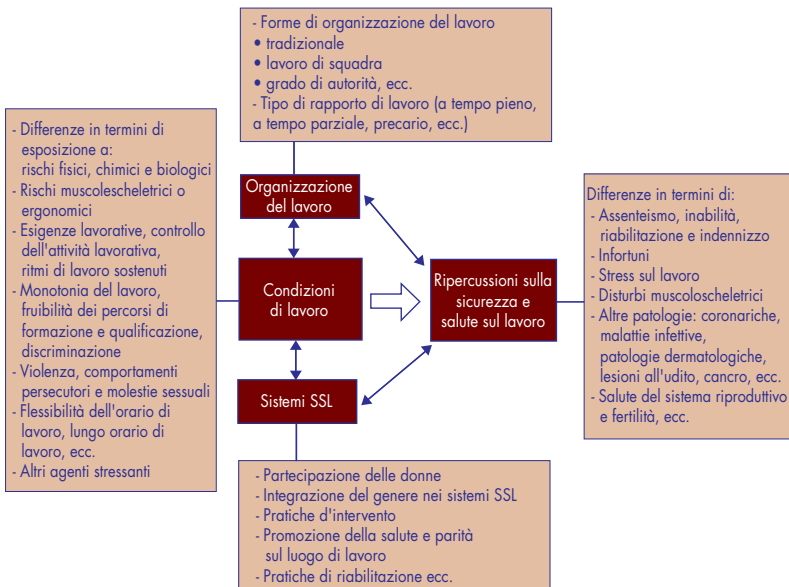 - Forme di organizzazione del lavoro
• tradizionale
• lavoro di squadra
• grado di autorità, ecc.
- Tipo di rapporto di lavoro (a tempo pieno,
a tempo parziale, precario, ecc.)
- Differenze in termini di
esposizione a:
rischi fisici, chimici e biologici
- Rischi muscolescheletrici o
ergonomici
- Esigenze lavorative, controllo
dell'attività lavorativa,
ritmi di lavoro sostenuti
- Monotonia del lavoro,
fruibilità dei percorsi di
formazione e qualificazione,
discriminazione
- Violenza, comportamenti
persecutori e molestie sessuali
- Flessibilità dell'orario di
lavoro, lungo orario di
lavoro, ecc.
- Altri agenti stressanti
Organizzazione
del lavoro
Condizioni
di lavoro
Sistemi SSL
Ripercussioni sulla
sicurezza e
salute sul lavoro
Differenze in termini di:
- Assenteismo, inabilità,
riabilitazione e indennizzo
- Infortuni
- Stress sul lavoro
- Disturbi muscoloscheletrici
- Altre patologie: coronariche,
malattie infettive,
patologie dermatologiche,
lesioni all'udito, cancro, ecc.
- Salute del sistema riproduttivo
e fertilità, ecc.
- Partecipazione delle donne
- Integrazione del genere nei sistemi SSL
- Pratiche d'intervento
- Promozione della salute e parità
sul luogo di lavoro
- Pratiche di riabilitazione ecc.